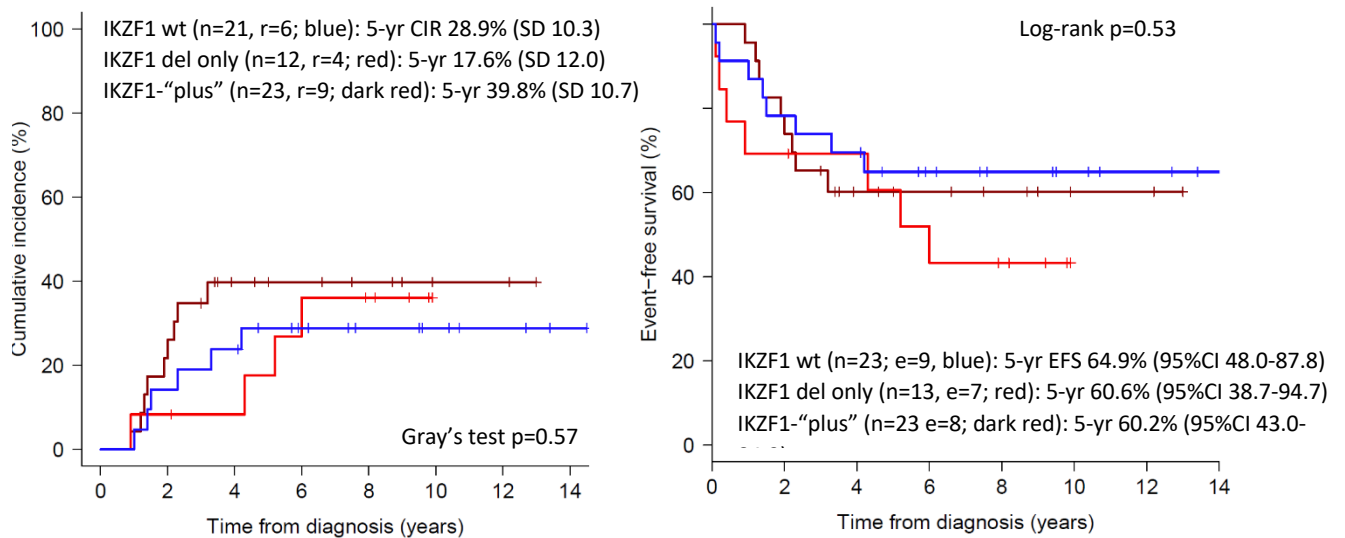 IKZF1 wt (n=21, r=6; blue): 5-yr CIR 28.9% (SD 10.3)
IKZF1 del only (n=12, r=4; red): 5-yr 17.6% (SD 12.0)
IKZF1-“plus” (n=23, r=9; dark red): 5-yr 39.8% (SD 10.7)
Cumulative incidence (%)
100
80
60
40
20
0
Gray’s test p=0.57
0 2 4 6 8 10 12 14
Time from diagnosis (years)
Log-rank p=0.53
Event−free survival (%)
60
40
20
0
IKZF1 wt (n=23; e=9, blue): 5-yr EFS 64.9% (95%CI 48.0-87.8)
IKZF1 del only (n=13, e=7; red): 5-yr 60.6% (95%CI 38.7-94.7)
IKZF1-“plus” (n=23 e=8; dark red): 5-yr 60.2% (95%CI 43.0-
0 2 4 6 8 10 12 14
Time from diagnosis (years)